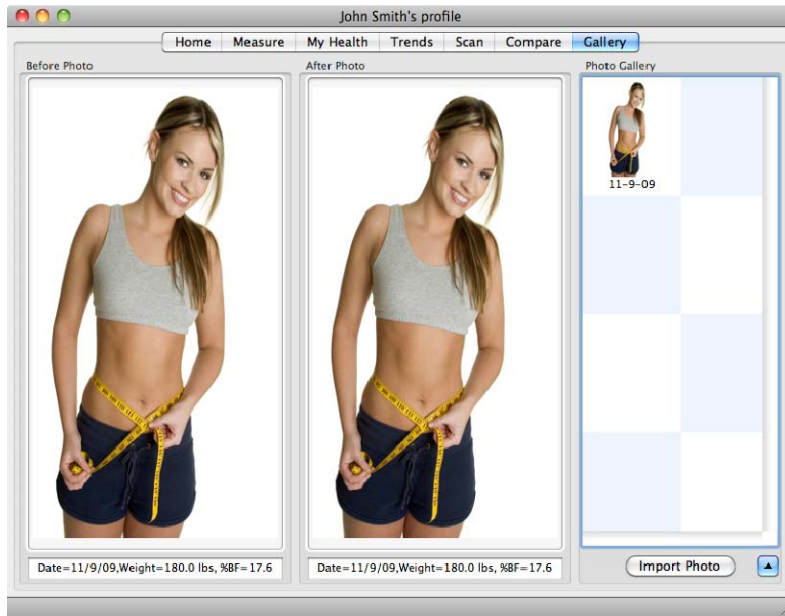 John Smith's profile
Home Measure My Health Trends Scan Compare Gallery
Before Photo After Photo Photo Gallery
11-9-09
Date=11/9/09,Weight=180.0 lbs, %BF=17.6 Date=11/9/09,Weight=180.0 lbs, %BF=17.6
Import Photo